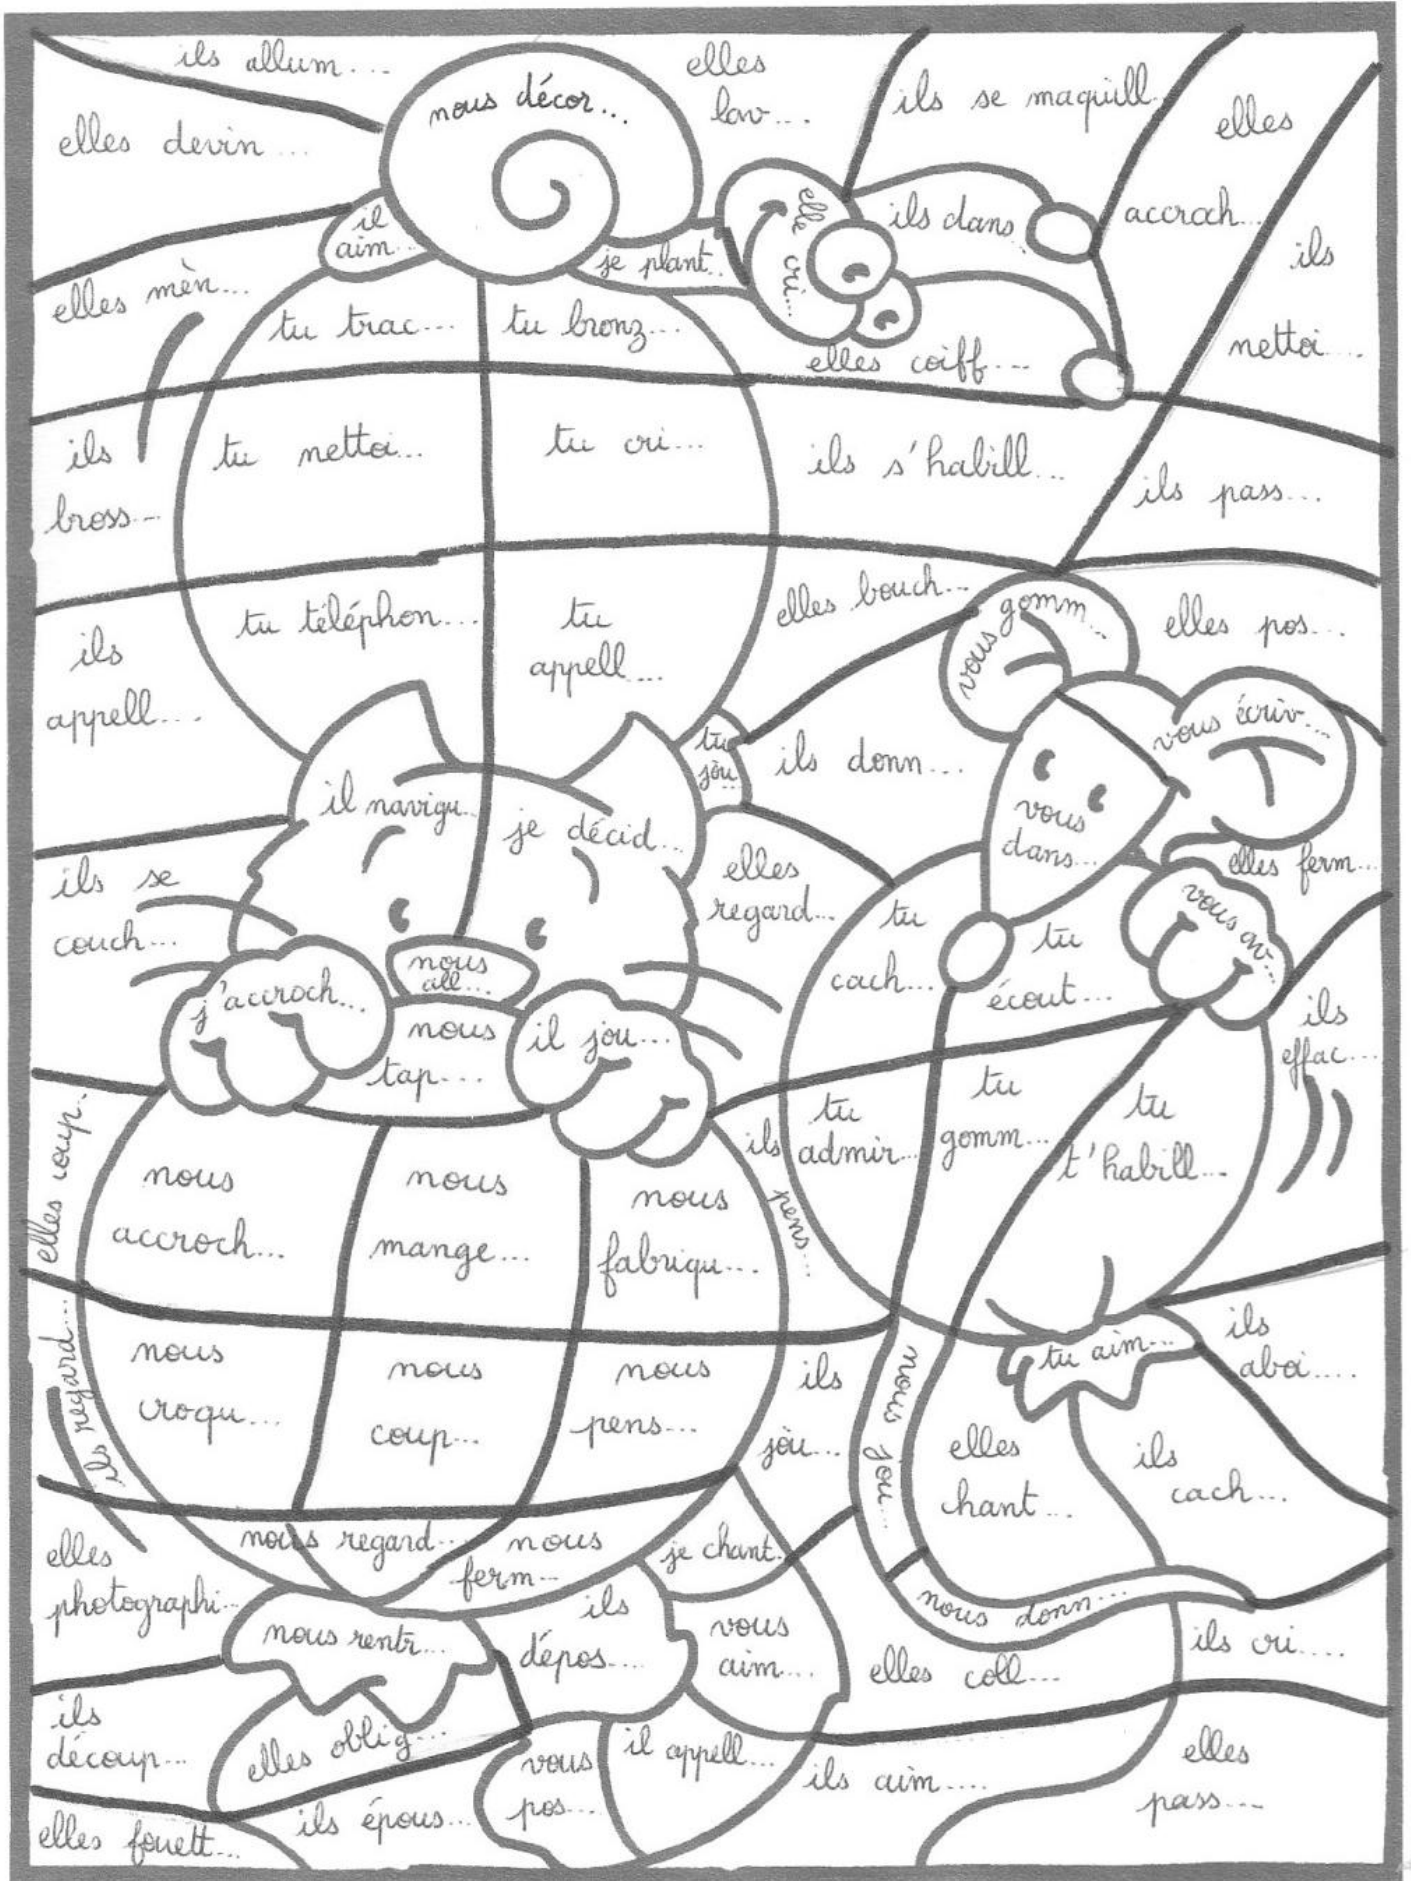 ils allum...
elles
lav...
nous décor...
ils se maquill
elles
accroch...
elles devin...
il
aim...
je plant..
elle cri...
ils dans
ils
nettoi...
elles mèn...
tu trac...
tu bronz...
elles coiff...
ils
bross...
tu nettoi...
tu cri...
ils s'habill...
ils pass...
ils
appell...
tu téléphon...
tu
appell...
elles bouch...
vous gomm...
elles pos...
tu
jou
ils donn...
vous écriv...
il navigu...
je décid...
vous
dans...
elles
regard...
elles ferm...
ils se
couch...
tu
cach...
tu
écout...
vous av...
nous
all...
j'accroch...
nous
tap...
il jou...
ils
effac...
elles coup.
ils
pens...
tu
admir...
tu
gomm...
tu
t'habill...
nous
accroch...
nous
mange...
nous
fabriqu...
ils regard...
nous
croqu...
nous
coup...
nous
pens...
ils
jou...
nous jou...
tu aim...
ils
aboi....
elles
chant...
ils
cach...
elles
photographi...
nous regard...
nous
ferm...
je chant.
nous donn...
nous rentr...
ils
dépos....
vous
aim....
elles coll....
ils cri....
ils
découp...
elles oblig...
vous
pos...
il appell...
ils aim....
elles
pass...
elles fouett...
ils épous...